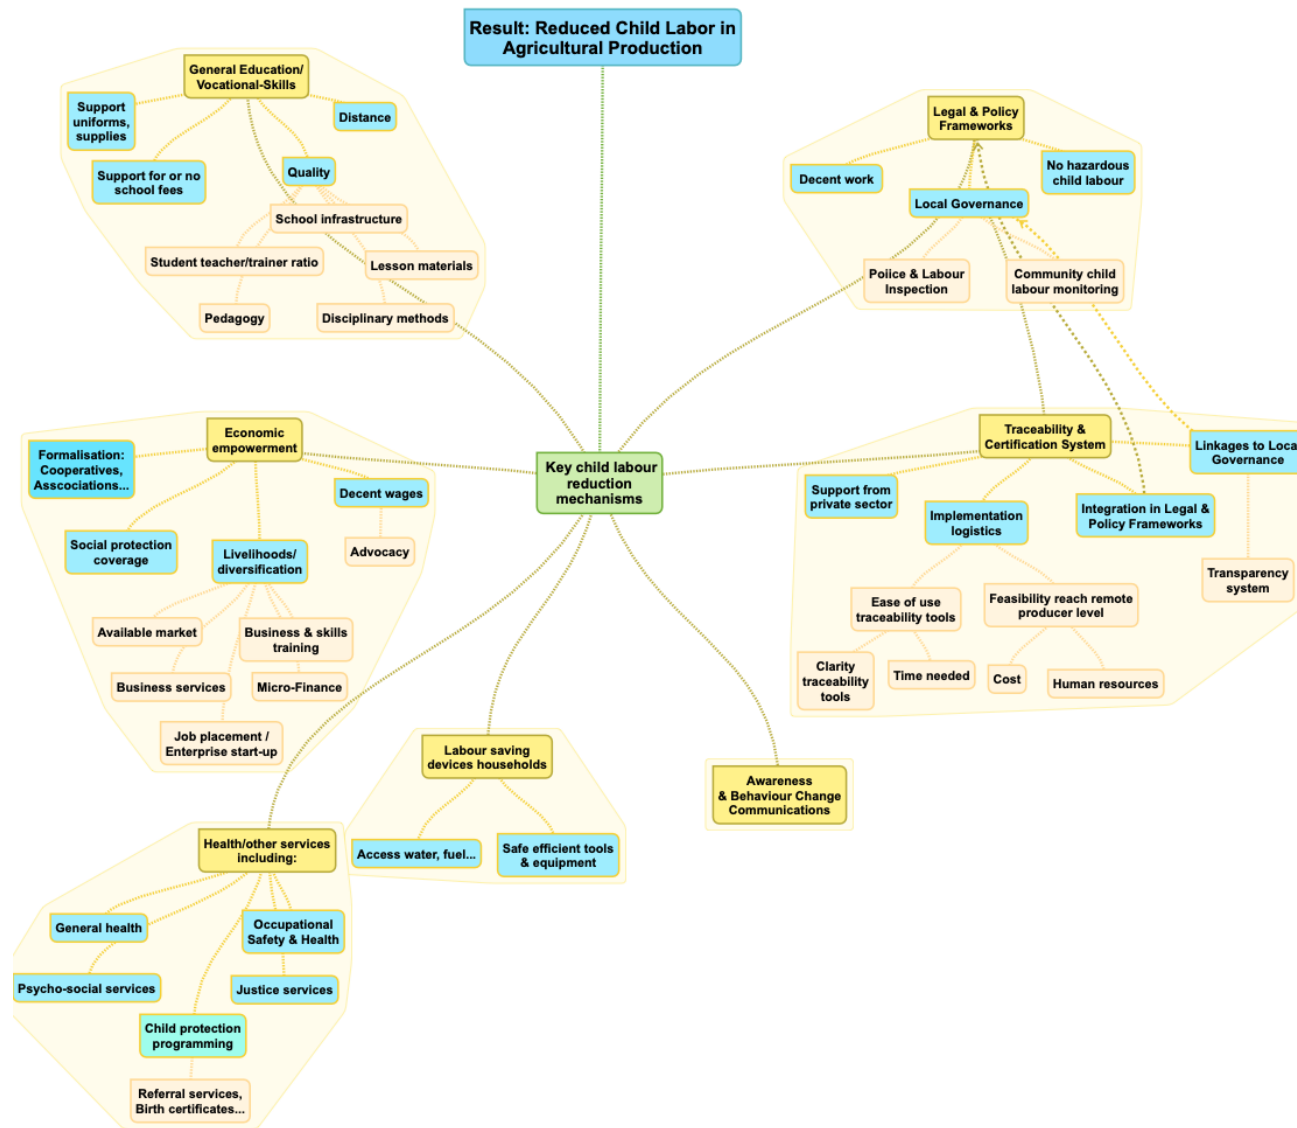 Result: Reduced Child Labor in
Agricultural Production
General Education/
Vocational-Skills
Support
uniforms,
supplies
Distance
Support for or no
school fees
Quality
School infrastructure
Student teacher/trainer ratio
Lesson materials
Pedagogy
Disciplinary methods
Legal & Policy
Frameworks
Decent work
No hazardous
child labour
Local Governance
Police & Labour
Inspection
Community child
labour monitoring
Key child labour
reduction
mechanisms
Economic
empowerment
Formalisation:
Cooperatives,
Asscociations...
Decent wages
Social protection
coverage
Livelihoods/
diversification
Advocacy
Available market
Business & skills
training
Business services
Micro-Finance
Job placement /
Enterprise start-up
Traceability &
Certification System
Linkages to Loca
Governance
Support from
private sector
Implementation
logistics
Integration in Legal &
Policy Frameworks
Transparency
system
Ease of use
traceability tools
Feasibility reach remote
producer level
Clarity
traceability
tools
Time needed
Cost
Human resources
Labour saving
devices households
Access water, fuel...
Safe efficient tools
& equipment
Awareness
& Behaviour Change
Communications
Health/other services
including:
General health
Occupational
Safety & Health
Psycho-social services
Justice services
Child protection
programming
Referral services,
Birth certificates...